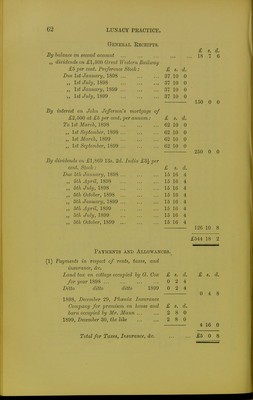 62 LUNACY PRACTICE.
GENERAL RECEIPTS.
£ s. d.
By balance on second account ... 18 7 6
„ dividends on £1,500 Great Western Railway
£5 per cent. Preference Stock : £ s. d.
Due 1st January, 1898 ... 37 10 0
„ 1st July, 1898 ... 37 10 0
„ 1st January, 1899 ... 37 10 0
„ 1st July, 1899 ... 37 10 0
150 0 0
By interest on John Jefferson's mortgage of
£2,500 at £5 per cent. per annum : £ s. d.
To 1st March, 1898 ... 62 10 0
„ 1st September, 1898 ... 62 10 0
„ 1st March, 1899 ... 62 10 0
„ 1st September, 1899 ... 62 10 0
250 0 0
By dividends on £1,809 15s. 2d. India £3½ per
cent. Stock : £ s. d.
Due 5th January, 1898 ... 15 16 4
„ 5th April, 1898 ... 15 16 4
„ 5th July, 1898 ... 15 16 4
„ 5th October, 1898 ... 15 16 4
„ 5th January, 1899 ... 15 16 4
„ 5th April, 1899 ... 15 16 4
„ 5th July, 1899 ... 15 16 4
„ 5th October, 1899 ... 15 16 4
126 10 8
£544 18 2
PAYMENTS AND ALLOWANCES.
(1) Payments in respect of rents, taxes, and
insurance, &c.
Land tax on cottage occupied by G. Cox £ s. d. £ s. d.
for year 1898 ... 0 2 4
Ditto ditto ditto 1899 0 2 4
0 4 8
1898, December 20, Phœnix Insurance
Company for premium on house and £ s. d.
barn occupied by Mr. Mann ... 2 8 0
1899, December 20, the like ... 2 8 0
4 16 0
Total for Taxes, Insurance, &c. ... £5 0 8